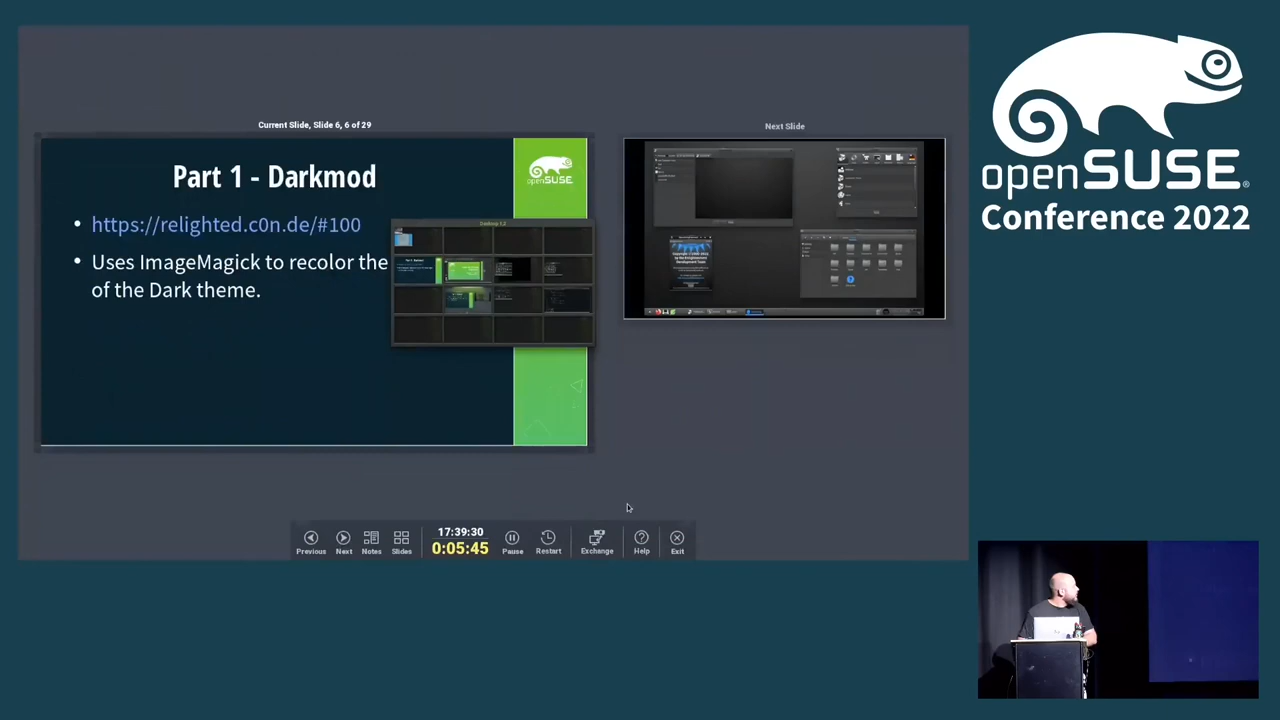 Current Slide, Slide 6, 6 of 29
Part 1 - Darkmod
• https://relighted.c0n.de/#100
• Uses ImageMagick to recolor the
of the Dark theme.
openSUSE
Next Slide
17:39:30
0:05:45
Previous
Next
Notes
Slides
Pause
Restart
Exchange
Help
Exit
openSUSE®
Conference 2022